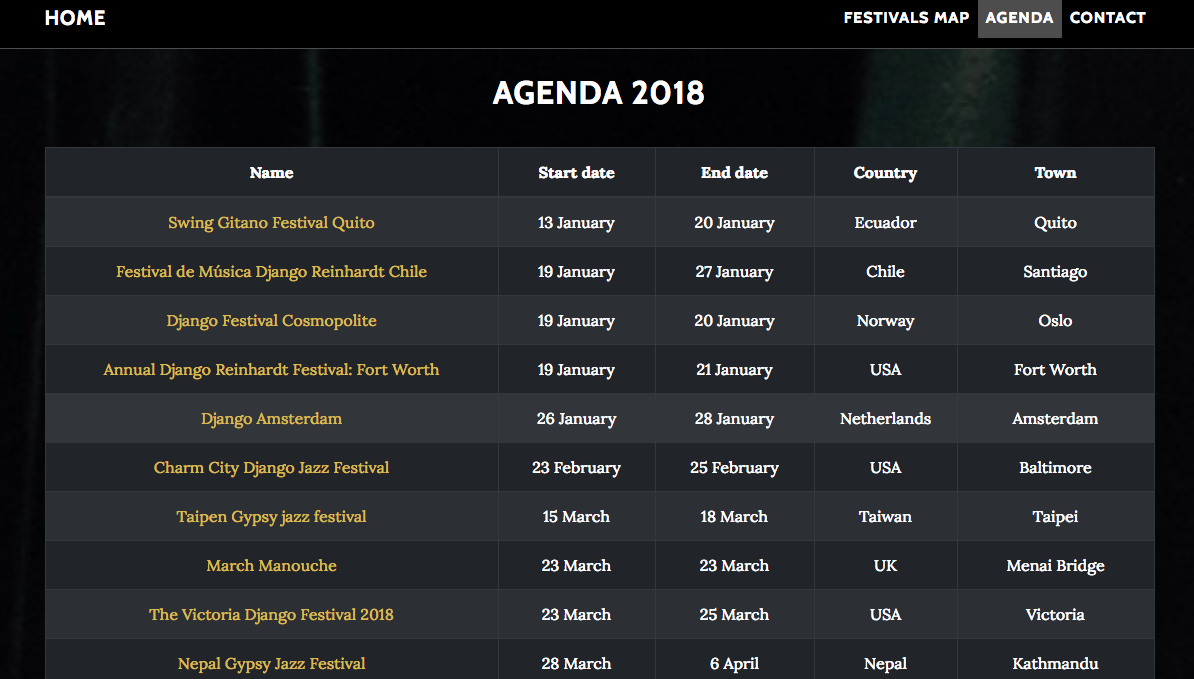 HOME FESTIVALS MAP AGENDA CONTACT
AGENDA 2018
Name Start date End date Country Town
Swing Gitano Festival Quito 13 January 20 January Ecuador Quito
Festival de Música Django Reinhardt Chile 19 January 27 January Chile Santiago
Django Festival Cosmopolite 19 January 20 January Norway Oslo
Annual Django Reinhardt Festival: Fort Worth 19 January 21 January USA Fort Worth
Django Amsterdam 26 January 28 January Netherlands Amsterdam
Charm City Django Jazz Festival 23 February 25 February USA Baltimore
Taipen Gypsy jazz festival 15 March 18 March Taiwan Taipei
March Manouche 23 March 23 March UK Menai Bridge
The Victoria Django Festival 2018 23 March 25 March USA Victoria
Nepal Gypsy Jazz Festival 28 March 6 April Nepal Kathmandu